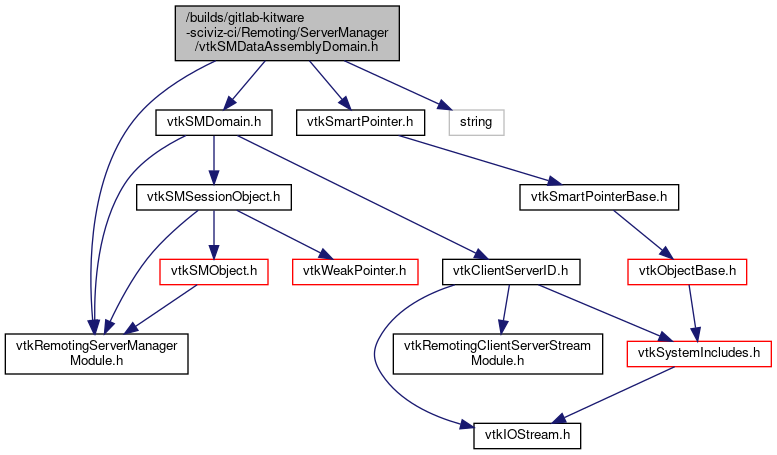 /builds/gitlab-kitware
-sciviz-ci/Remoting/ServerManager
/vtkSMDataAssemblyDomain.h
vtkSMDomain.h
vtkSmartPointer.h
string
vtkSMSessionObject.h
vtkSmartPointerBase.h
vtkSMObject.h
vtkWeakPointer.h
vtkClientServerID.h
vtkObjectBase.h
vtkRemotingServerManager
Module.h
vtkRemotingClientServerStream
Module.h
vtkSystemIncludes.h
vtkIOStream.h